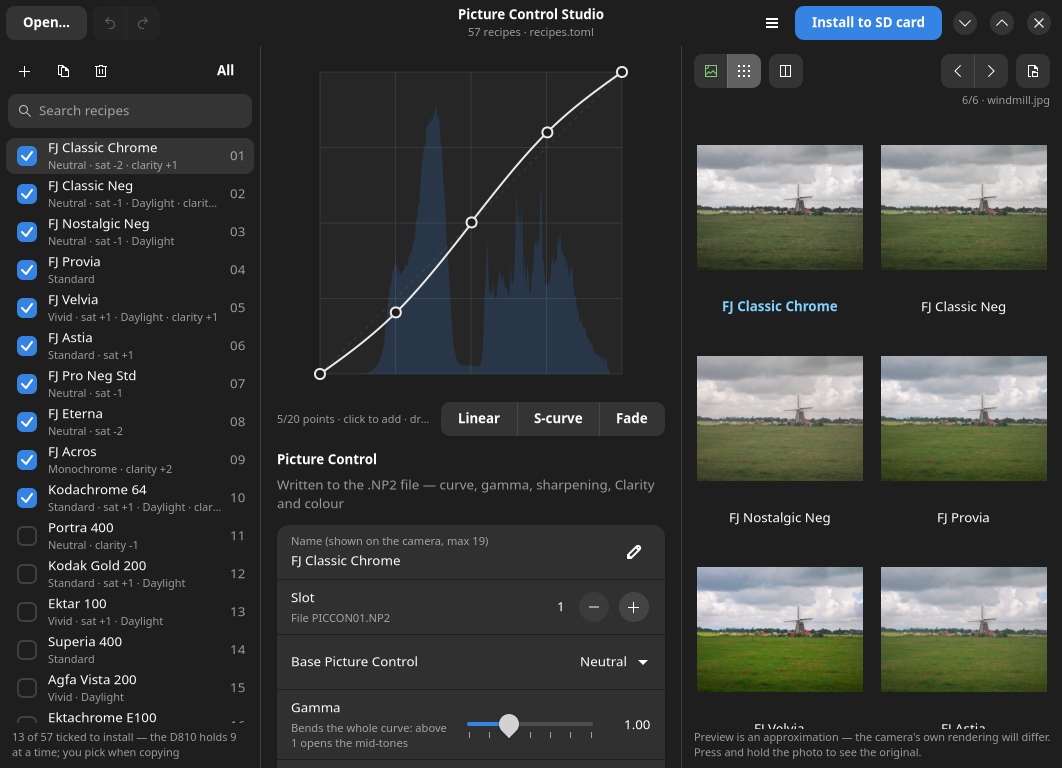 Open...
Picture Control Studio
57 recipes · recipes.toml
Install to SD card
All
Search recipes
FJ Classic Chrome
Neutral · sat -2 · clarity +1
01
FJ Classic Neg
Neutral · sat -1 · Daylight · clarit...
02
FJ Nostalgic Neg
Neutral · sat -1 · Daylight
03
FJ Provia
Standard
04
FJ Velvia
Vivid · sat +1 · Daylight · clarity +1
05
FJ Astia
Standard · sat +1
06
FJ Pro Neg Std
Neutral · sat -1
07
FJ Eterna
Neutral · sat -2
08
FJ Acros
Monochrome · clarity +2
09
Kodachrome 64
Standard · sat +1 · Daylight · clar...
10
Portra 400
Neutral · clarity -1
11
Kodak Gold 200
Standard · sat +1 · Daylight
12
Ektar 100
Vivid · sat +1 · Daylight
13
Superia 400
Standard
14
Agfa Vista 200
Vivid · Daylight
15
Ektachrome E100
13 of 57 ticked to install — the D810 holds 9
at a time; you pick when copying
5/20 points · click to add · dr...
Linear
S-curve
Fade
Picture Control
Written to the .NP2 file — curve, gamma, sharpening, Clarity
and colour
Name (shown on the camera, max 19)
FJ Classic Chrome
Slot
File PICCON01.NP2
1
Base Picture Control
Neutral
Gamma
Bends the whole curve: above
1 opens the mid-tones
1.00
6/6 · windmill.jpg
FJ Classic Chrome
FJ Classic Neg
FJ Nostalgic Neg
FJ Provia
FJ Velvia
FJ Astia
Preview is an approximation — the camera's own rendering will differ.
Press and hold the photo to see the original.